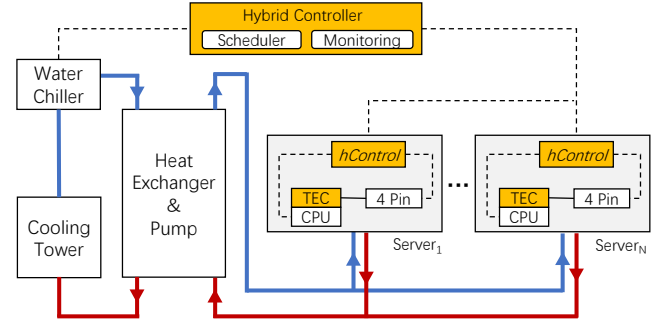 Hybrid Controller
Scheduler
Monitoring
Water
Chiller
Heat
Exchanger
&
Pump
Cooling
Tower
hControl
TEC
CPU
4 Pin
Server1
...
hControl
TEC
CPU
4 Pin
ServerN